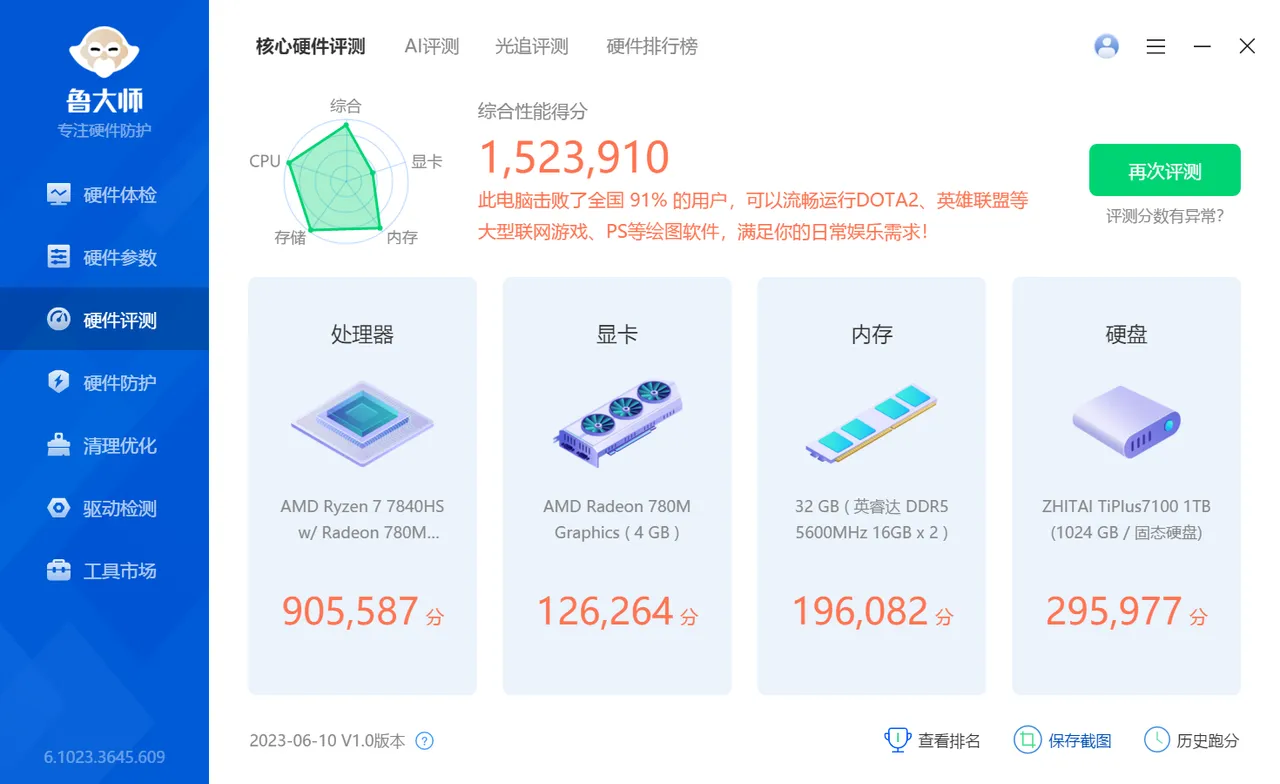 鲁大师
专注硬件防护
硬件体检
硬件参数
硬件评测
硬件防护
清理优化
驱动检测
工具市场
6.1023.3645.609
核心硬件评测 AI评测 光追评测 硬件排行榜
综合
CPU
显卡
存储
内存
综合性能得分
1,523,910
此电脑击败了全国 91% 的用户，可以流畅运行DOTA2、英雄联盟等
大型联网游戏、PS等绘图软件，满足你的日常娱乐需求！
再次评测
评测分数有异常?
处理器
AMD Ryzen 7 7840HS
w/ Radeon 780M...
905,587 分
显卡
AMD Radeon 780M
Graphics ( 4 GB )
126,264 分
内存
32 GB ( 英睿达 DDR5
5600MHz 16GB x 2 )
196,082 分
硬盘
ZHITAI TiPlus7100 1TB
(1024 GB / 固态硬盘)
295,977 分
2023-06-10 V1.0版本 ?
查看排名 保存截图 历史跑分